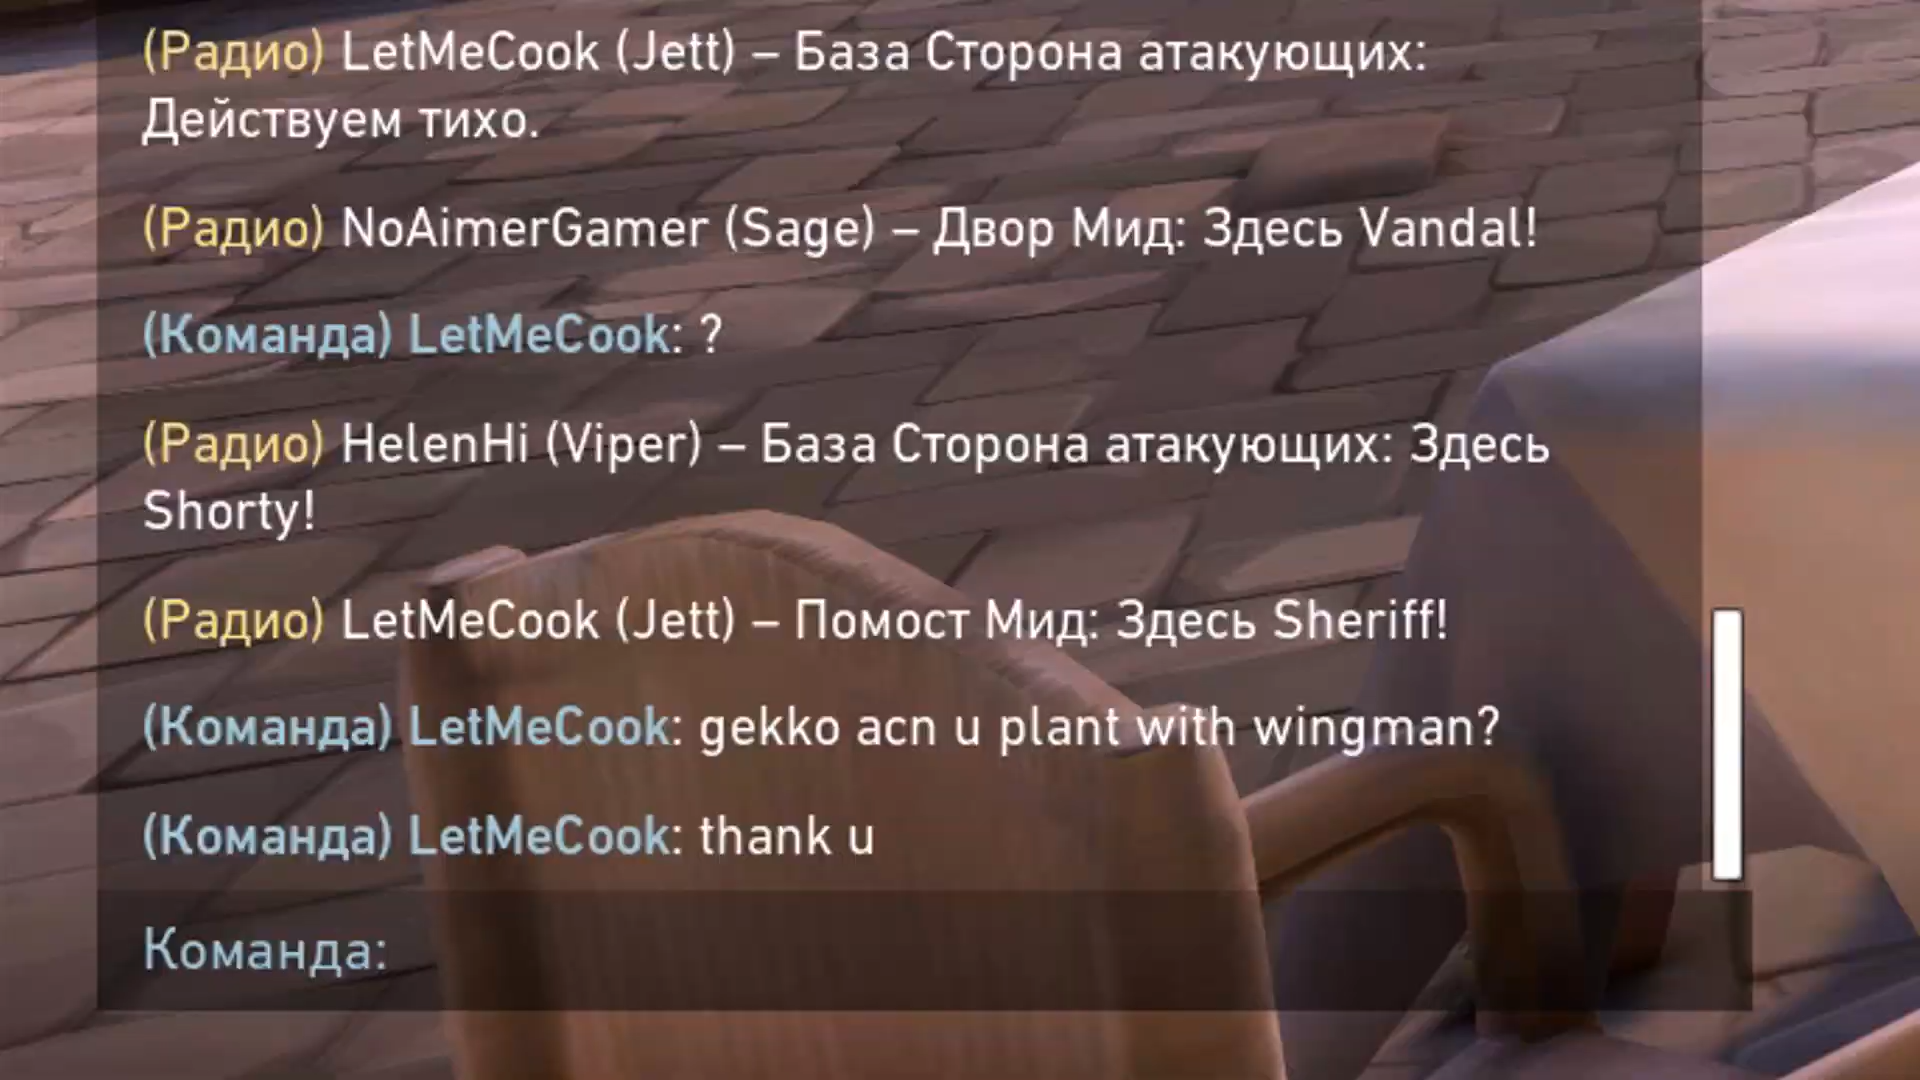 (Радио) LetMeCook (Jett) – База Сторона атакующих:
Действуем тихо.
(Радио) NoAimerGamer (Sage) – Двор Мид: Здесь Vandal!
(Команда) LetMeCook: ?
(Радио) HelenHi (Viper) – База Сторона атакующих: Здесь
Shorty!
(Радио) LetMeCook (Jett) – Помост Мид: Здесь Sheriff!
(Команда) LetMeCook: gekko acn u plant with wingman?
(Команда) LetMeCook: thank u
Команда: